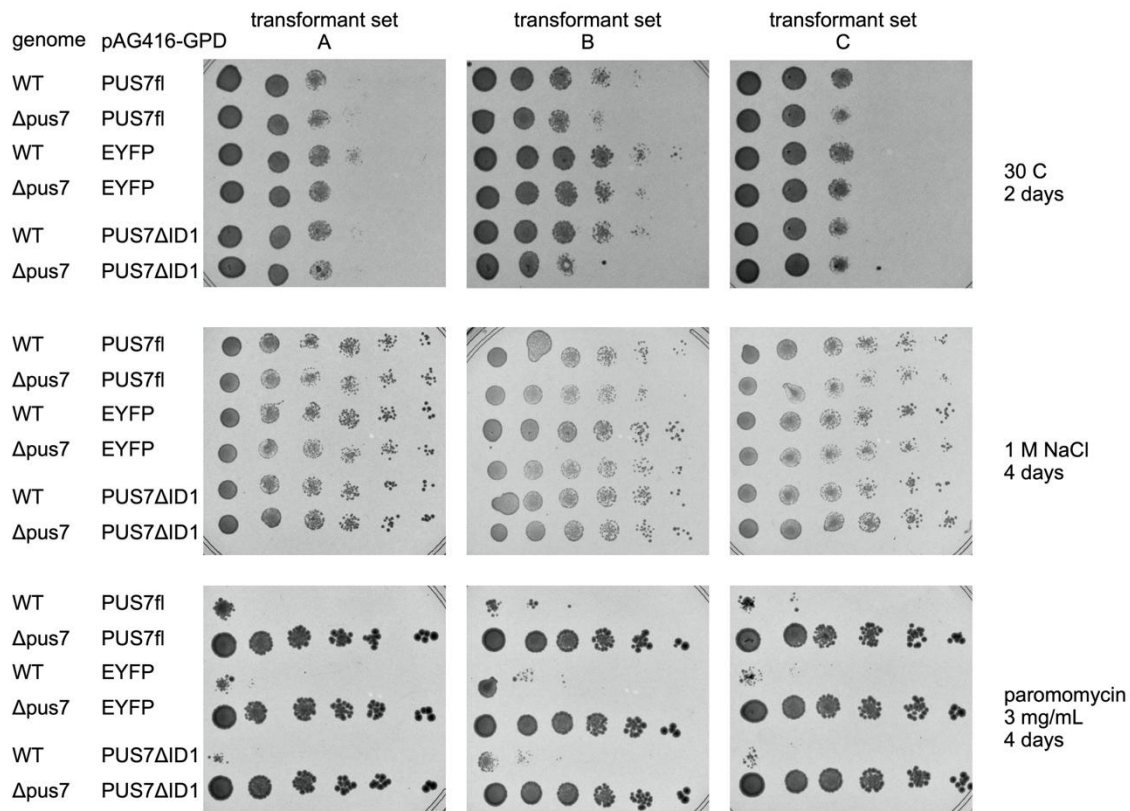 transformant set transformant set transformant set
genome pAG416-GPD A B C
WT PUS7fl
Δpus7 PUS7fl
WT EYFP
Δpus7 EYFP
WT PUS7ΔID1
Δpus7 PUS7ΔID1
30 C
2 days
WT PUS7fl
Δpus7 PUS7fl
WT EYFP
Δpus7 EYFP
WT PUS7ΔID1
Δpus7 PUS7ΔID1
1 M NaCl
4 days
WT PUS7fl
Δpus7 PUS7fl
WT EYFP
Δpus7 EYFP
WT PUS7ΔID1
Δpus7 PUS7ΔID1
paromomycin
3 mg/mL
4 days